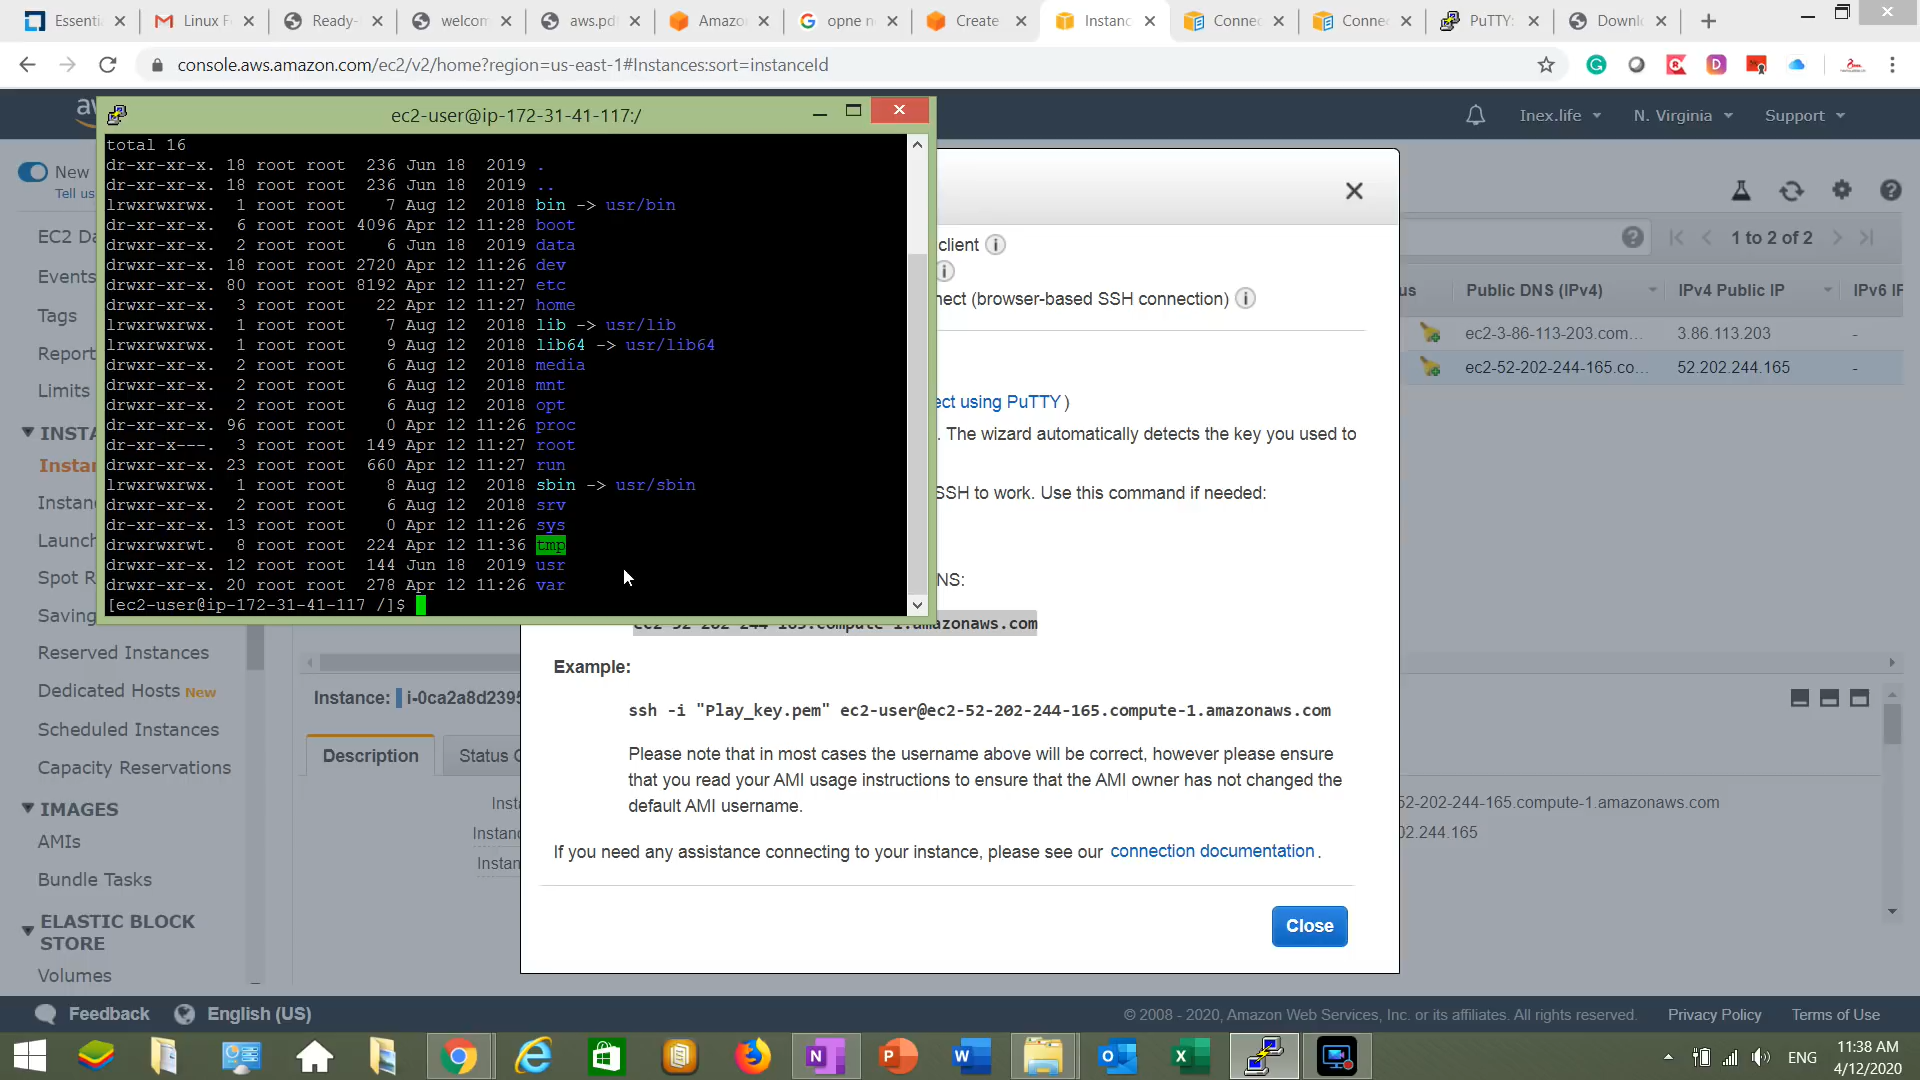 Essenti
Linux F
Ready-
welcom
aws.pd
Amazo
opne n
Create
Instanc
Connec
Connec
PuTTY:
Downl
console.aws.amazon.com/ec2/v2/home?region=us-east-1#Instances:sort=instanceId
Inex.life
N. Virginia
Support
ec2-user@ip-172-31-41-117:/
total 16
dr-xr-xr-x. 18 root root 236 Jun 18 2019 .
dr-xr-xr-x. 18 root root 236 Jun 18 2019 ..
lrwxrwxrwx. 1 root root 7 Aug 12 2018 bin -> usr/bin
dr-xr-xr-x. 6 root root 4096 Apr 12 11:28 boot
drwxr-xr-x. 2 root root 6 Jun 18 2019 data
drwxr-xr-x. 18 root root 2720 Apr 12 11:26 dev
drwxr-xr-x. 80 root root 8192 Apr 12 11:27 etc
drwxr-xr-x. 3 root root 22 Apr 12 11:27 home
lrwxrwxrwx. 1 root root 7 Aug 12 2018 lib -> usr/lib
lrwxrwxrwx. 1 root root 9 Aug 12 2018 lib64 -> usr/lib64
drwxr-xr-x. 2 root root 6 Aug 12 2018 media
drwxr-xr-x. 2 root root 6 Aug 12 2018 mnt
drwxr-xr-x. 2 root root 6 Aug 12 2018 opt
dr-xr-xr-x. 96 root root 0 Apr 12 11:26 proc
dr-xr-x---. 3 root root 149 Apr 12 11:27 root
drwxr-xr-x. 23 root root 660 Apr 12 11:27 run
lrwxrwxrwx. 1 root root 8 Aug 12 2018 sbin -> usr/sbin
drwxr-xr-x. 2 root root 6 Aug 12 2018 srv
dr-xr-xr-x. 13 root root 0 Apr 12 11:26 sys
drwxrwxrwt. 8 root root 224 Apr 12 11:36 tmp
drwxr-xr-x. 12 root root 144 Jun 18 2019 usr
drwxr-xr-x. 20 root root 278 Apr 12 11:26 var
[ec2-user@ip-172-31-41-117 /]$
New
Tell us
EC2 Da
Events
Tags
Report
Limits
INSTA
Instan
Instan
Launch
Spot R
Saving
Reserved Instances
Dedicated Hosts New
Scheduled Instances
Capacity Reservations
IMAGES
AMIs
Bundle Tasks
ELASTIC BLOCK
STORE
Volumes
client
nect (browser-based SSH connection)
ect using PuTTY)
. The wizard automatically detects the key you used to
SSH to work. Use this command if needed:
NS:
ec2-52-202-244-165.compute-1.amazonaws.com
Example:
ssh -i "Play_key.pem" ec2-user@ec2-52-202-244-165.compute-1.amazonaws.com
Please note that in most cases the username above will be correct, however please ensure
that you read your AMI usage instructions to ensure that the AMI owner has not changed the
default AMI username.
If you need any assistance connecting to your instance, please see our connection documentation.
Close
1 to 2 of 2
us Public DNS (IPv4) IPv4 Public IP IPv6 IP
ec2-3-86-113-203.com... 3.86.113.203 -
ec2-52-202-244-165.co... 52.202.244.165 -
Instance: i-0ca2a8d2395
Description
Status C
Insta
Instanc
Instan
52-202-244-165.compute-1.amazonaws.com
02.244.165
Feedback
English (US)
© 2008 - 2020, Amazon Web Services, Inc. or its affiliates. All rights reserved.
Privacy Policy
Terms of Use
ENG
11:38 AM
4/12/2020